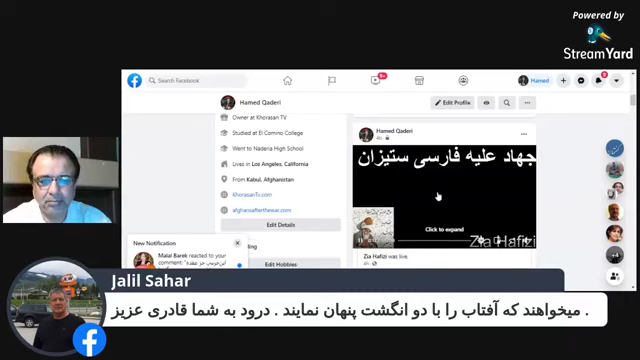 Powered by
StreamYard
Search Facebook
9+
Hamed
Hamed Qaderi
Edit Profile
Owner at Khorasan TV
Studied at El Comino College
Went to Naderia High School
Lives in Los Angeles, California
From Kabul, Afghanistan
KhorasanTv.com
afghansafterthewar.com
Edit Details
Edit Hobbies
Hamed Qaderi
جهاد علیه فارسی ستیزان
Click to expand
Zia Hafizi
Zia Hafizi was live.
New Notification
Malai Barek reacted to your
Jalil Sahar
میخواهند که آفتاب را با دو انگشت پنهان نمایند . درود به شما قادری عزیز .